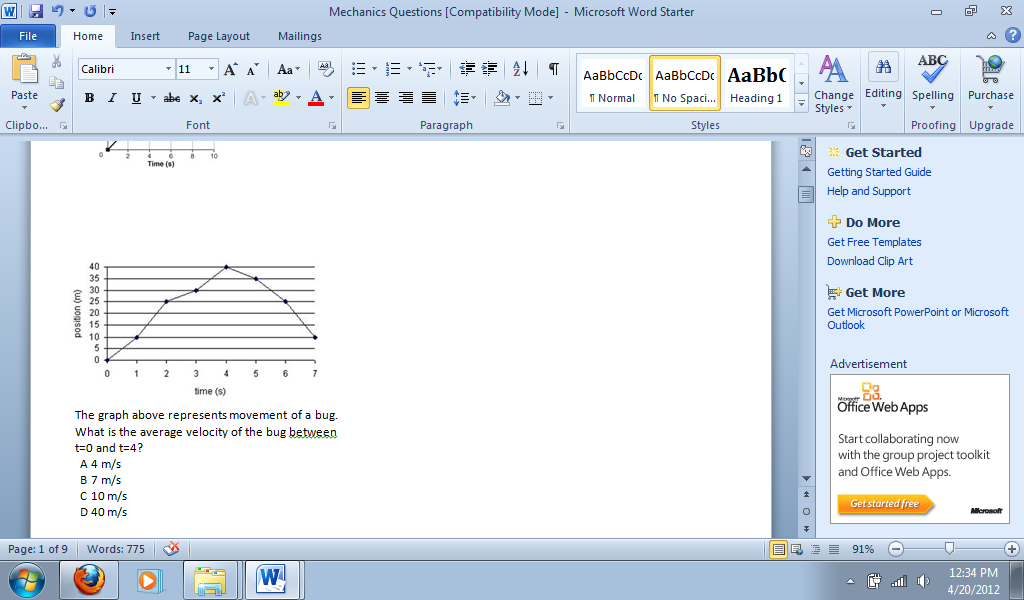 Mechanics Questions [Compatibility Mode] - Microsoft Word Starter
File Home Insert Page Layout Mailings
Calibri 11
Paste
AaBbCcDc AaBbCcDc AaBbC
¶ Normal ¶ No Spaci... Heading 1
Change Styles
Editing
Spelling
Purchase
Clipbo... Font Paragraph Styles Proofing Upgrade
0 2 4 6 8 10
Time (s)
40
35
30
25
20
15
10
5
0
position (m)
0 1 2 3 4 5 6 7
time (s)
The graph above represents movement of a bug.
What is the average velocity of the bug between
t=0 and t=4?
A 4 m/s
B 7 m/s
C 10 m/s
D 40 m/s
Get Started
Getting Started Guide
Help and Support
Do More
Get Free Templates
Download Clip Art
Get More
Get Microsoft PowerPoint or Microsoft
Outlook
Advertisement
Microsoft
Office Web Apps
Start collaborating now
with the group project toolkit
and Office Web Apps.
Get started free
Microsoft
Page: 1 of 9 Words: 775 91%
12:34 PM
4/20/2012